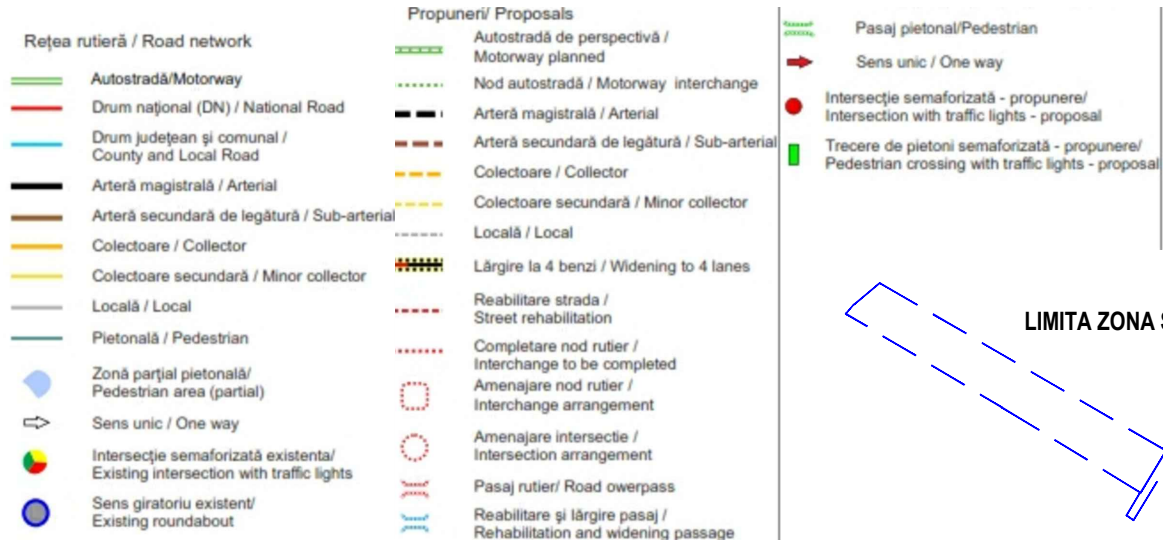 Rețea rutieră / Road network
Autostradă/Motorway
Drum național (DN) / National Road
Drum județean și comunal /
County and Local Road
Arteră magistrală / Arterial
Arteră secundară de legătură / Sub-arterial
Colectoare / Collector
Colectoare secundară / Minor collector
Locală / Local
Pietonală / Pedestrian
Zonă parțial pietonală/
Pedestrian area (partial)
Sens unic / One way
Intersecție semaforizată existenta/
Existing intersection with traffic lights
Sens giratoriu existent/
Existing roundabout
Propuneri/ Proposals
Autostradă de perspectivă /
Motorway planned
Nod autostradă / Motorway interchange
Arteră magistrală / Arterial
Arteră secundară de legătură / Sub-arterial
Colectoare / Collector
Colectoare secundară / Minor collector
Locală / Local
Lărgire la 4 benzi / Widening to 4 lanes
Reabilitare strada /
Street rehabilitation
Completare nod rutier /
Interchange to be completed
Amenajare nod rutier /
Interchange arrangement
Amenajare intersectie /
Intersection arrangement
Pasaj rutier/ Road owerpass
Reabilitare și lărgire pasaj /
Rehabilitation and widening passage
Pasaj pietonal/Pedestrian
Sens unic / One way
Intersecție semaforizată - propunere/
Intersection with traffic lights - proposal
Trecere de pietoni semaforizată - propunere/
Pedestrian crossing with traffic lights - proposal
LIMITA ZONA